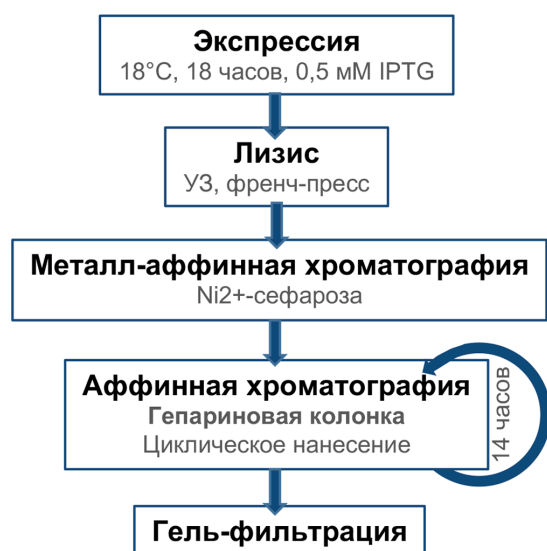 Экспрессия
18°C, 18 часов, 0,5 мМ IPTG
Лизис
УЗ, френч-пресс
Металл-аффинная хроматография
Ni2+-сефароза
Аффинная хроматография
Гепариновая колонка
Циклическое нанесение
14 часов
Гель-фильтрация